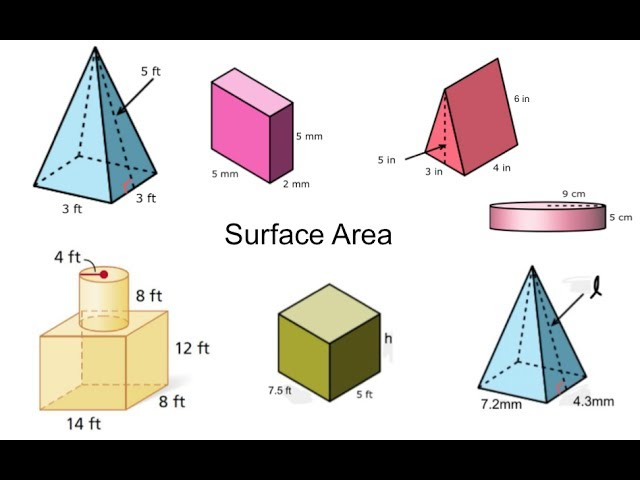 5 ft
3 ft
3 ft
5 mm
5 mm
2 mm
6 in
5 in
3 in
4 in
9 cm
5 cm
Surface Area
4 ft
8 ft
12 ft
8 ft
14 ft
h
7.5 ft
5 ft
ℓ
7.2mm
4.3mm